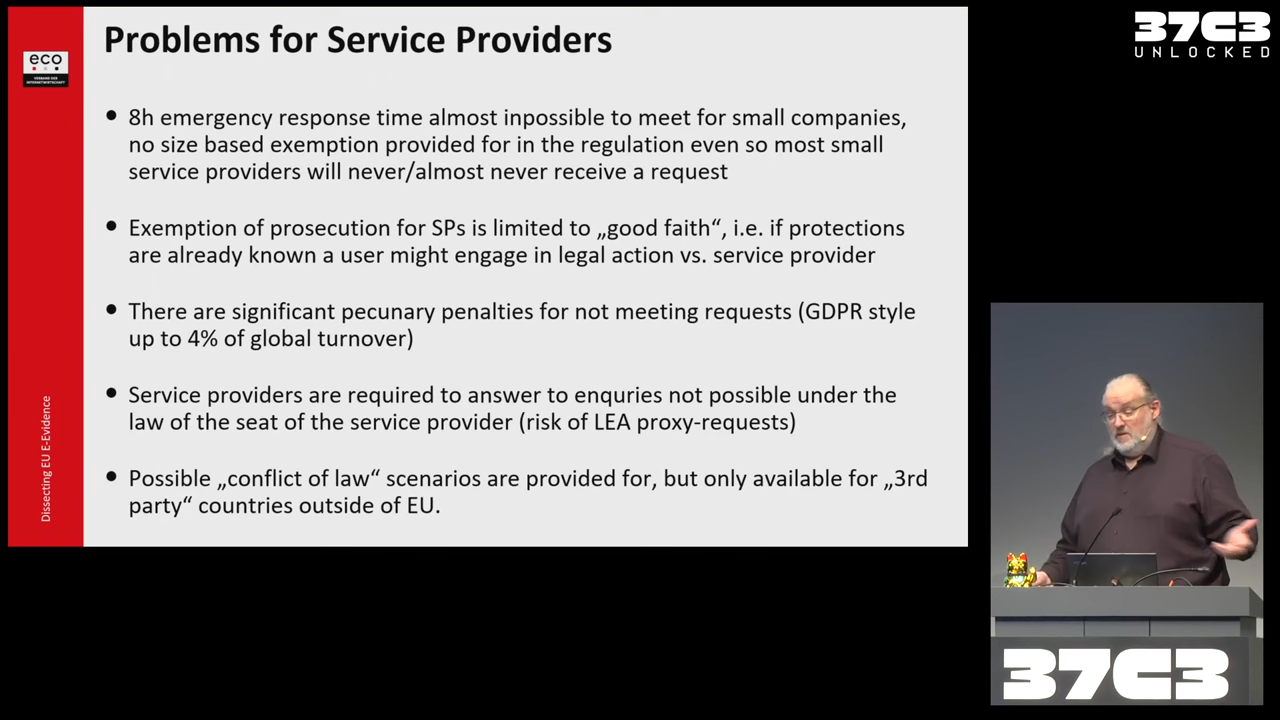 Problems for Service Providers
eco
VERBAND DER
INTERNETWIRTSCHAFT
• 8h emergency response time almost inpossible to meet for small companies,
no size based exemption provided for in the regulation even so most small
service providers will never/almost never receive a request
• Exemption of prosecution for SPs is limited to „good faith“, i.e. if protections
are already known a user might engage in legal action vs. service provider
• There are significant pecunary penalties for not meeting requests (GDPR style
up to 4% of global turnover)
• Service providers are required to answer to enquries not possible under the
law of the seat of the service provider (risk of LEA proxy-requests)
• Possible „conflict of law“ scenarios are provided for, but only available for „3rd
party“ countries outside of EU.
Dissecting EU E-Evidence
37C3
UNLOCKED
37C3